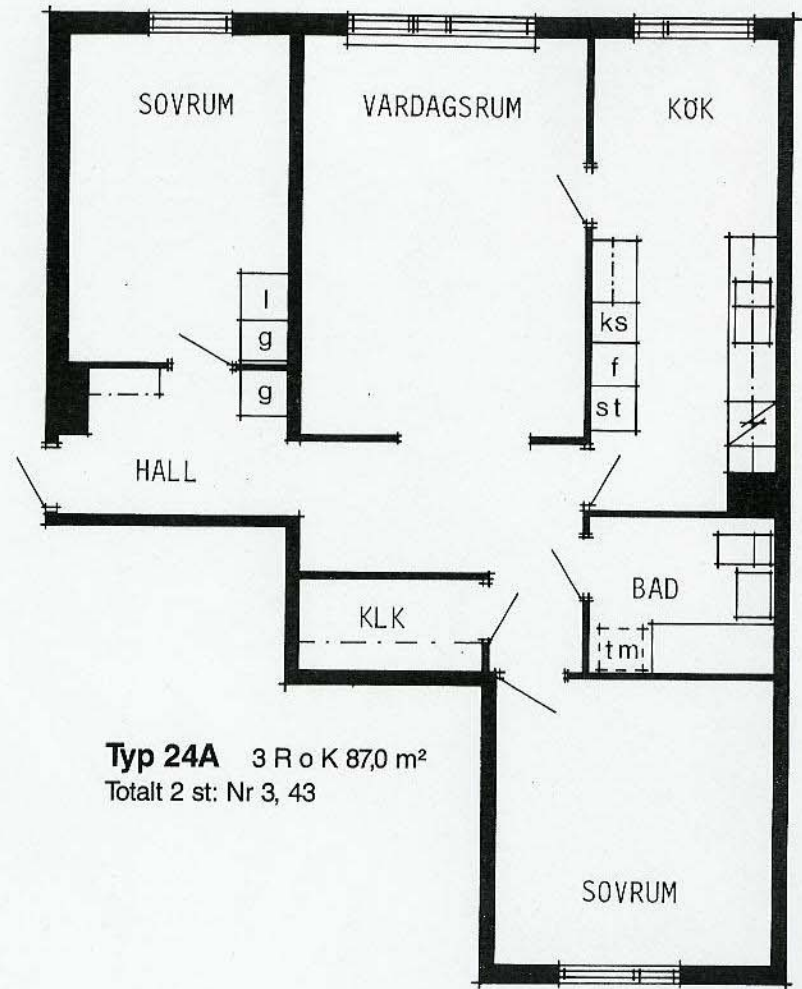 SOVRUM
VARDAGSRUM
KÖK
l
g
g
ks
f
st
HALL
KLK
BAD
tm
Typ 24A 3 R o K 87,0 m²
Totalt 2 st: Nr 3, 43
SOVRUM